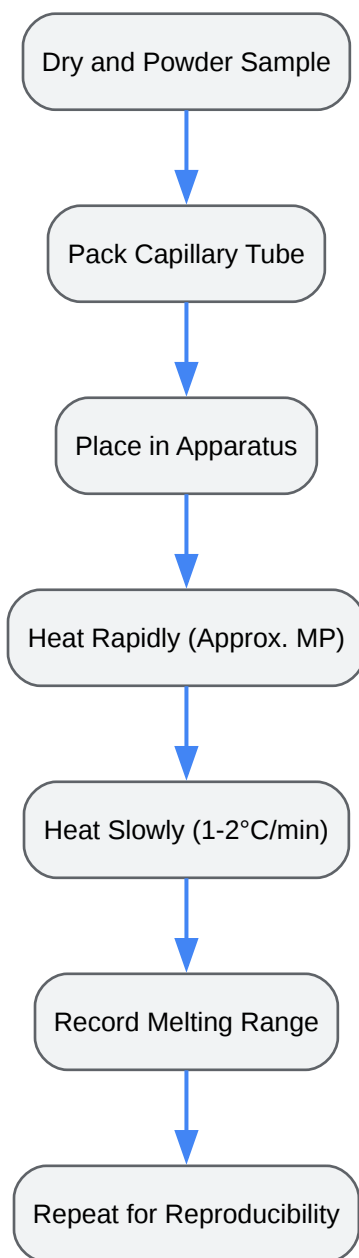 Dry and Powder Sample
Pack Capillary Tube
Place in Apparatus
Heat Rapidly (Approx. MP)
Heat Slowly (1-2°C/min)
Record Melting Range
Repeat for Reproducibility